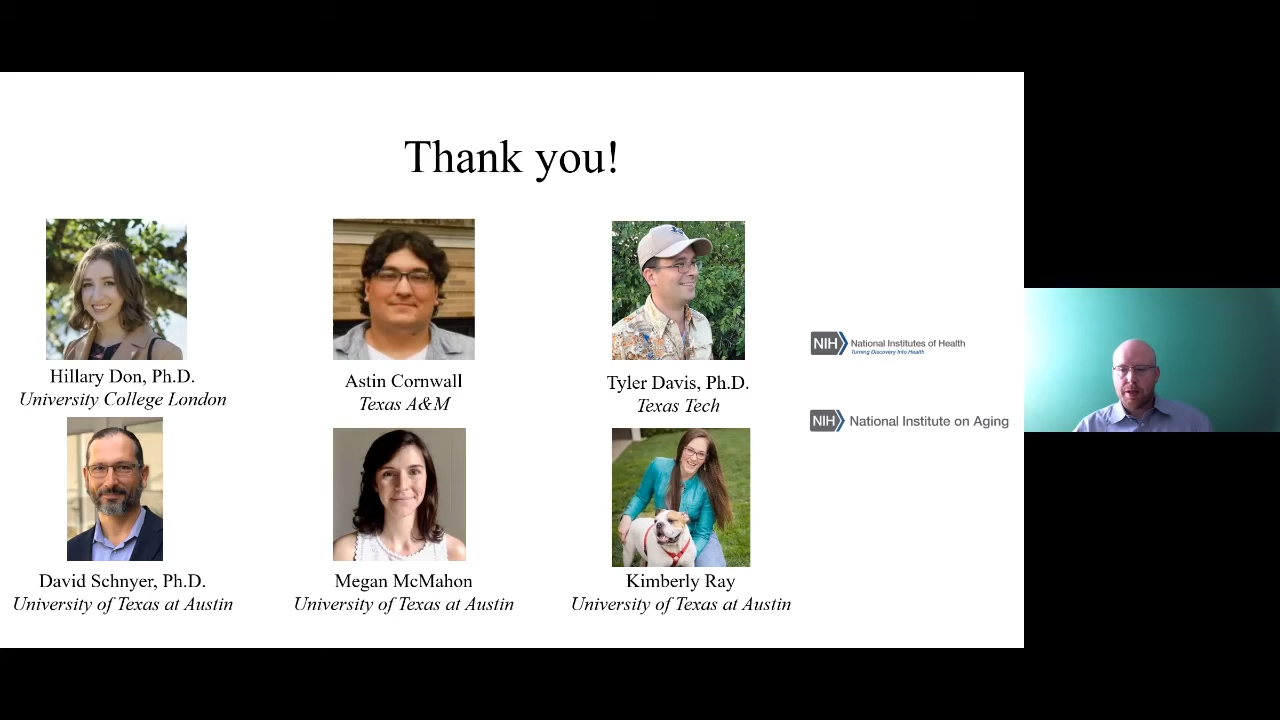 Thank you!
Hillary Don, Ph.D.
University College London
Astin Cornwall
Texas A&M
Tyler Davis, Ph.D.
Texas Tech
NIH National Institutes of Health
Turning Discovery Into Health
NIH National Institute on Aging
David Schnyer, Ph.D.
University of Texas at Austin
Megan McMahon
University of Texas at Austin
Kimberly Ray
University of Texas at Austin